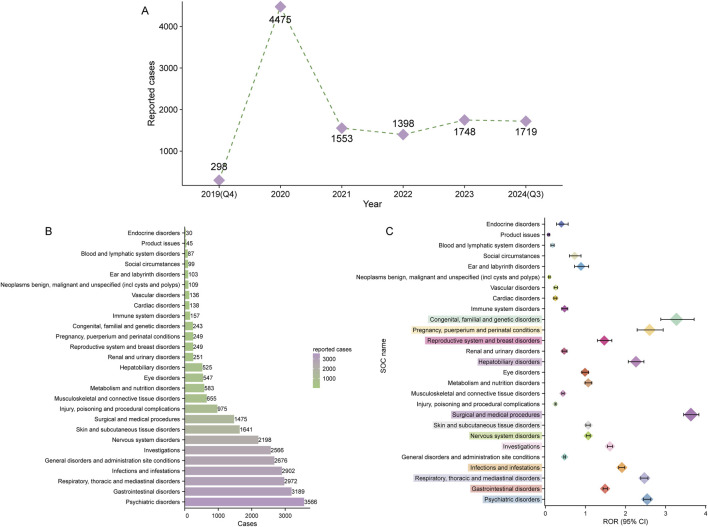 A
Reported cases
4000
3000
2000
1000
298
4475
1553
1398
1748
1719
2019(Q4) 2020 2021 2022 2023 2024(Q3)
Year
B
Endocrine disorders 30
Product issues 45
Blood and lymphatic system disorders 87
Social circumstances 99
Ear and labyrinth disorders 103
Neoplasms benign, malignant and unspecified (incl cysts and polyps) 109
Vascular disorders 136
Cardiac disorders 138
Immune system disorders 157
Congenital, familial and genetic disorders 243
Pregnancy, puerperium and perinatal conditions 249
Reproductive system and breast disorders 249
Renal and urinary disorders 251
Hepatobiliary disorders 525
Eye disorders 547
Metabolism and nutrition disorders 583
Musculoskeletal and connective tissue disorders 655
Injury, poisoning and procedural complications 975
Surgical and medical procedures 1475
Skin and subcutaneous tissue disorders 1641
Nervous system disorders 2198
Investigations 2566
General disorders and administration site conditions 2676
Infections and infestations 2902
Respiratory, thoracic and mediastinal disorders 2972
Gastrointestinal disorders 3189
Psychiatric disorders 3566
0 1000 2000 3000
Cases
reported cases
3000
2000
1000
C
SOC name
Endocrine disorders
Product issues
Blood and lymphatic system disorders
Social circumstances
Ear and labyrinth disorders
Neoplasms benign, malignant and unspecified (incl cysts and polyps)
Vascular disorders
Cardiac disorders
Immune system disorders
Congenital, familial and genetic disorders
Pregnancy, puerperium and perinatal conditions
Reproductive system and breast disorders
Renal and urinary disorders
Hepatobiliary disorders
Eye disorders
Metabolism and nutrition disorders
Musculoskeletal and connective tissue disorders
Injury, poisoning and procedural complications
Surgical and medical procedures
Skin and subcutaneous tissue disorders
Nervous system disorders
Investigations
General disorders and administration site conditions
Infections and infestations
Respiratory, thoracic and mediastinal disorders
Gastrointestinal disorders
Psychiatric disorders
0 1 2 3 4
ROR (95% CI)